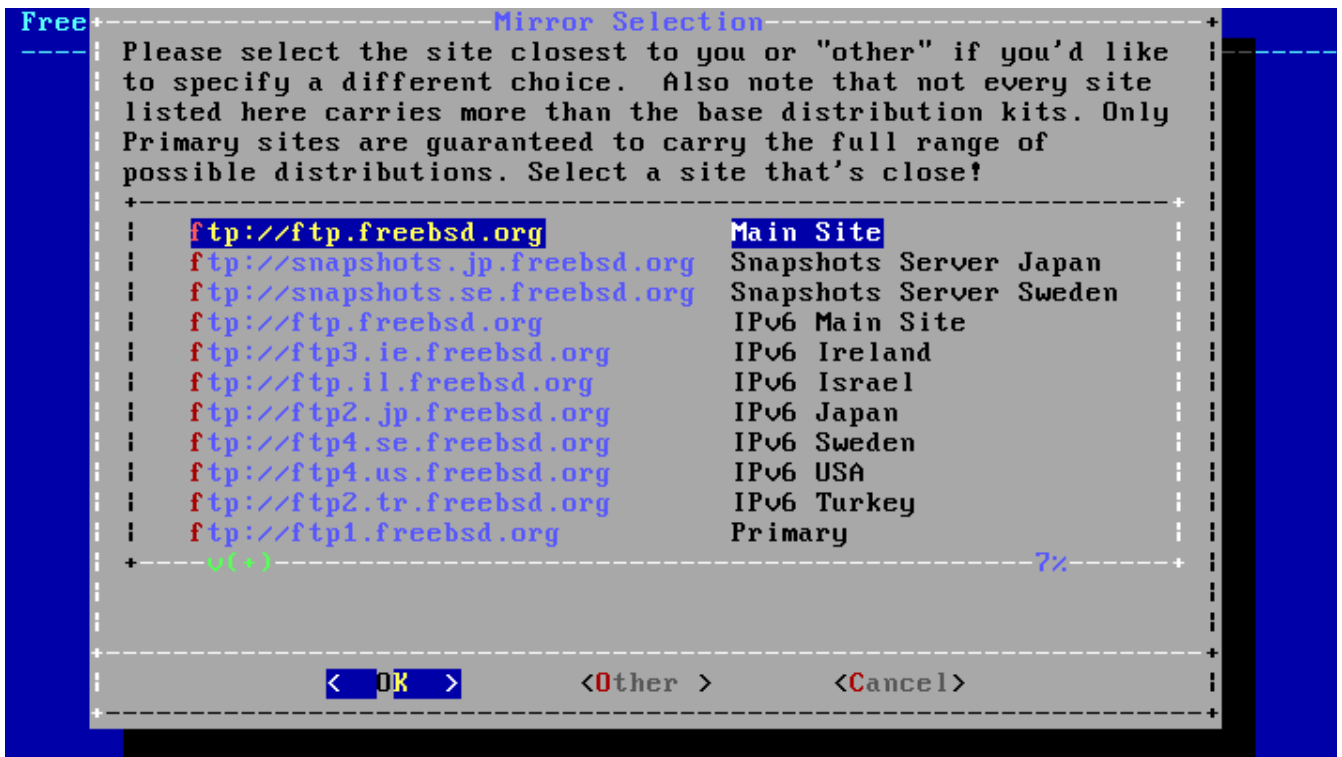 Free
Mirror Selection
Please select the site closest to you or "other" if you'd like
to specify a different choice.  Also note that not every site
listed here carries more than the base distribution kits. Only
Primary sites are guaranteed to carry the full range of
possible distributions. Select a site that's close!
ftp://ftp.freebsd.org Main Site
ftp://snapshots.jp.freebsd.org Snapshots Server Japan
ftp://snapshots.se.freebsd.org Snapshots Server Sweden
ftp://ftp.freebsd.org IPv6 Main Site
ftp://ftp3.ie.freebsd.org IPv6 Ireland
ftp://ftp.il.freebsd.org IPv6 Israel
ftp://ftp2.jp.freebsd.org IPv6 Japan
ftp://ftp4.se.freebsd.org IPv6 Sweden
ftp://ftp4.us.freebsd.org IPv6 USA
ftp://ftp2.tr.freebsd.org IPv6 Turkey
ftp://ftp1.freebsd.org Primary
v(+) 7%
< OK > <Other > <Cancel>